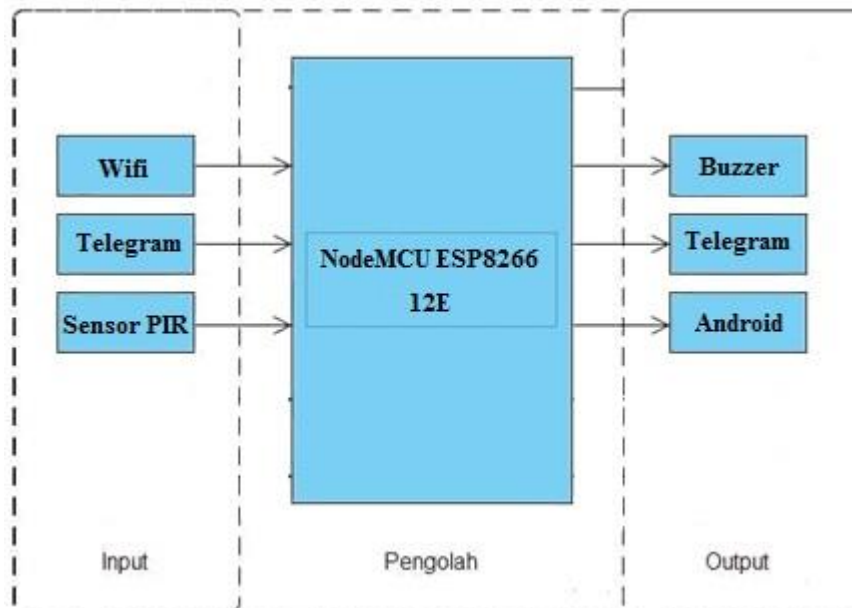 Wifi
Telegram
Sensor PIR
NodeMCU ESP8266
12E
Buzzer
Telegram
Android
Input
Pengolah
Output